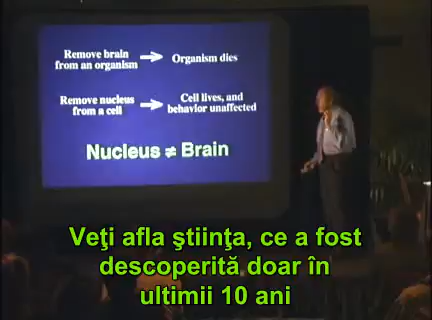 Remove brain
from an organism → Organism dies
Remove nucleus
from a cell → Cell lives, and
behavior unaffected
Nucleus ≠ Brain
Veţi afla ştiinţa, ce a fost
descoperită doar în
ultimii 10 ani